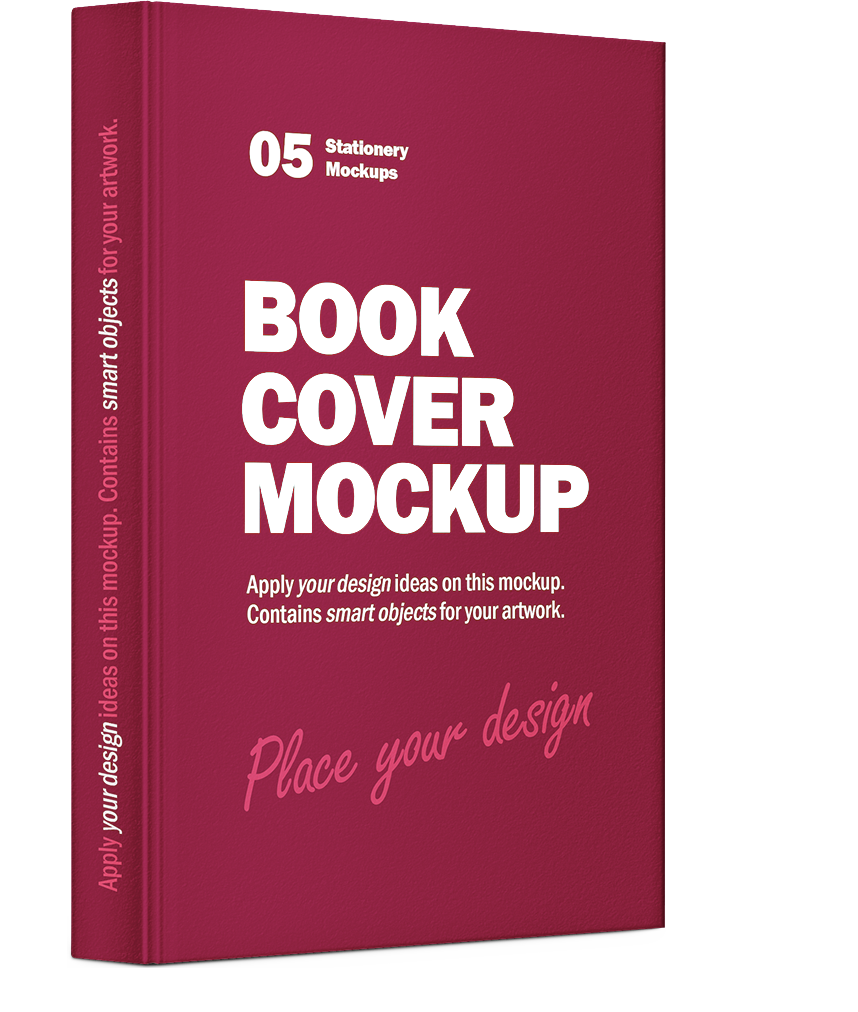 05
Stationery
Mockups
BOOK
COVER
MOCKUP
Apply your design ideas on this mockup.
Contains smart objects for your artwork.
Place your design
Apply your design ideas on this mockup. Contains smart objects for your artwork.